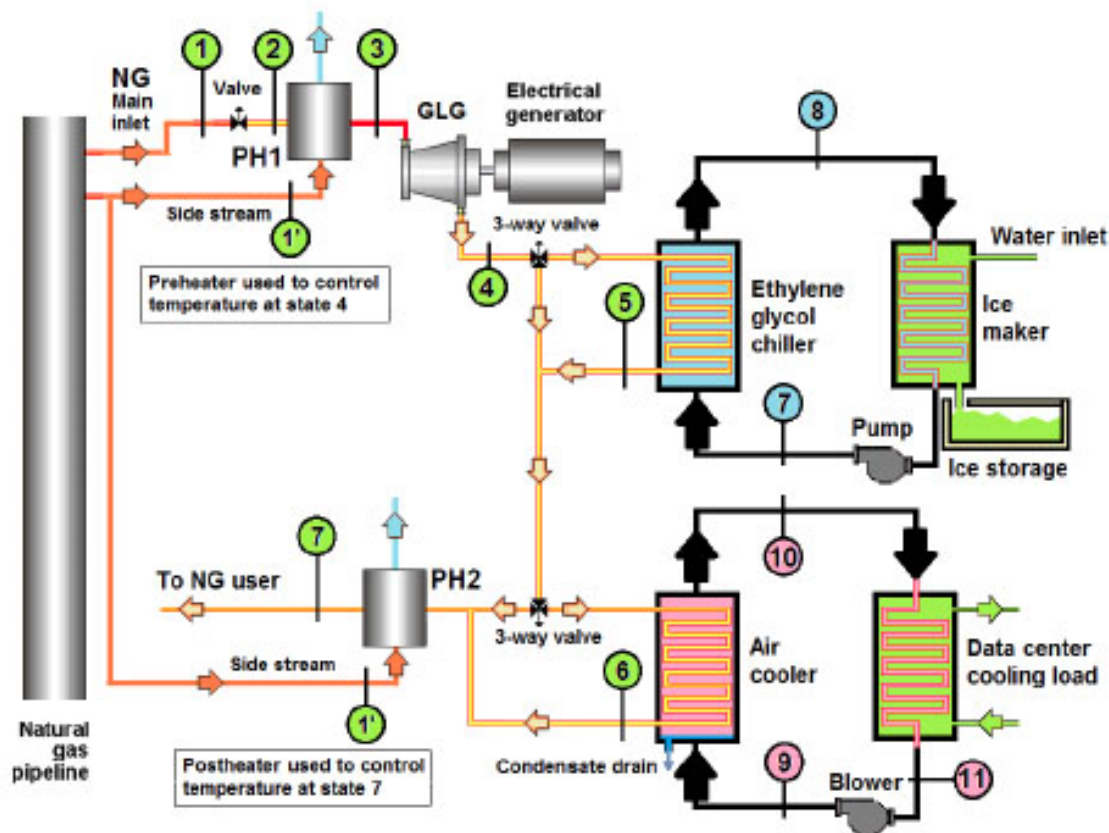 1
2
3
NG
Main
inlet
Valve
PH1
GLG
Electrical
generator
8
Side stream
1'
3-way valve
4
Water inlet
Preheater used to control
temperature at state 4
5
Ethylene
glycol
chiller
Ice
maker
7
Pump
Ice storage
7
10
To NG user
PH2
3-way valve
Side stream
6
Air
cooler
Data center
cooling load
1'
Natural
gas
pipeline
Postheater used to control
temperature at state 7
Condensate drain
9
Blower
11